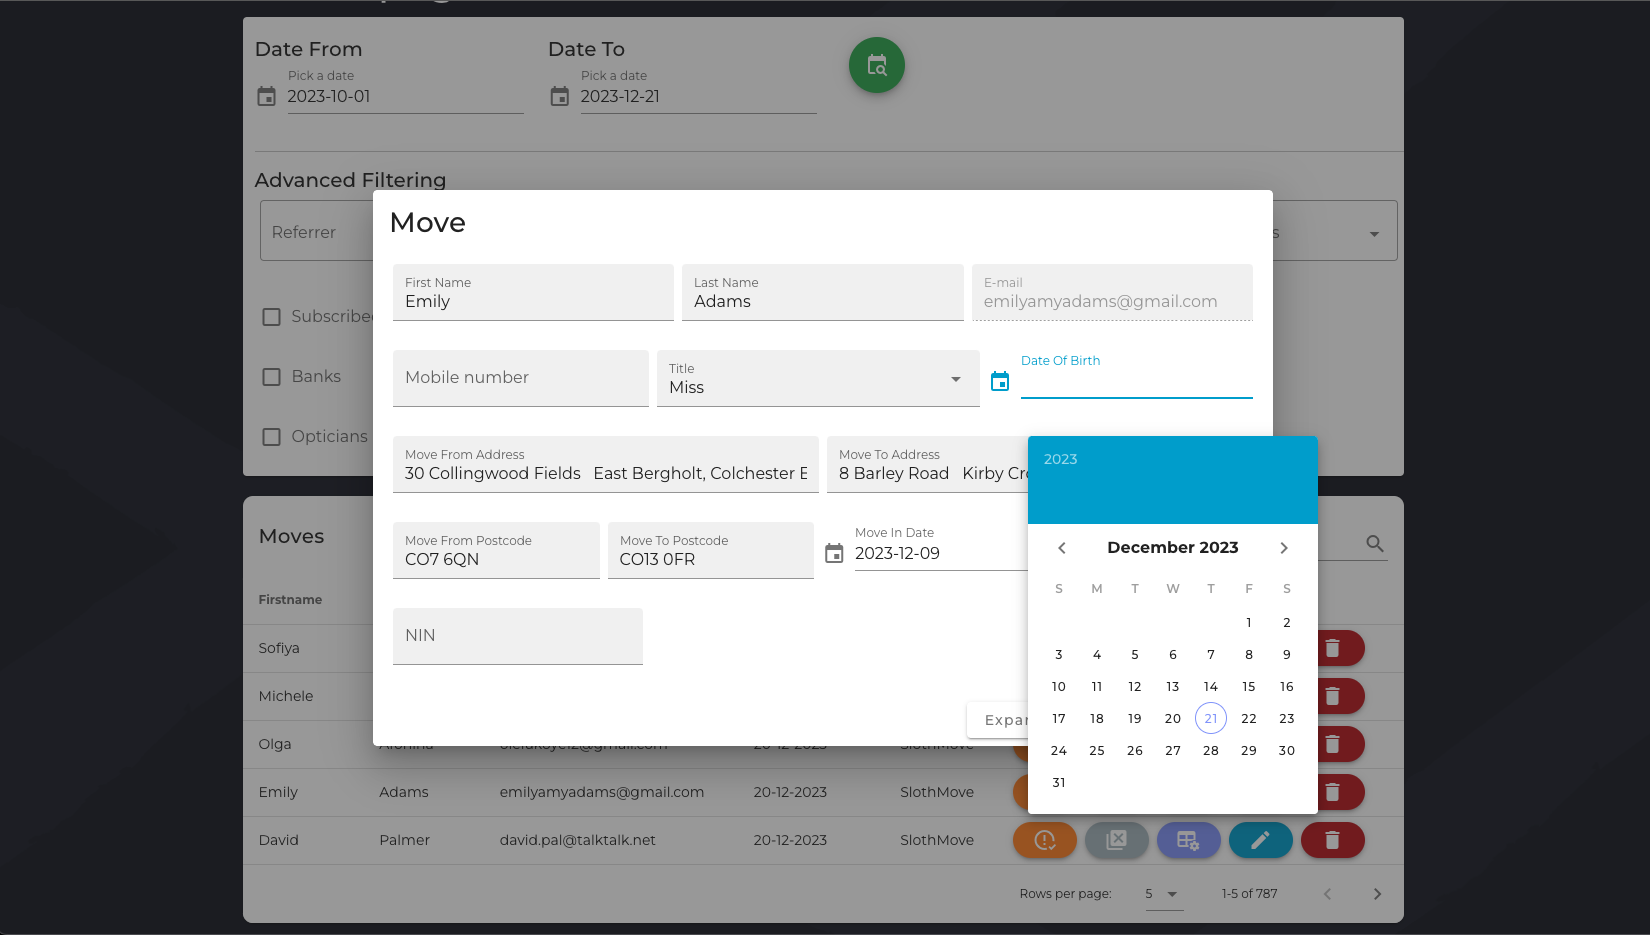 Date From
Date To
Pick a date
Pick a date
2023-10-01
2023-12-21
Advanced Filtering
Referrer
s
Move
First Name
Last Name
E-mail
Emily
Adams
emilyamyadams@gmail.com
Subscribe
Mobile number
Title
Miss
Date Of Birth
Banks
Opticians
Move From Address
Move To Address
30 Collingwood Fields East Bergholt, Colchester E
8 Barley Road Kirby Cro
2023
Moves
Move From Postcode
Move To Postcode
Move In Date
CO7 6QN
CO13 0FR
2023-12-09
December 2023
S M T W T F S
Firstname
1 2
NIN
Sofiya
3 4 5 6 7 8 9
Michele
10 11 12 13 14 15 16
Expan
17 18 19 20 21 22 23
Olga
20-12-2023
SlothMove
24 25 26 27 28 29 30
31
Emily Adams emilyamyadams@gmail.com 20-12-2023 SlothMove
David Palmer david.pal@talktalk.net 20-12-2023 SlothMove
Rows per page: 5 1-5 of 787